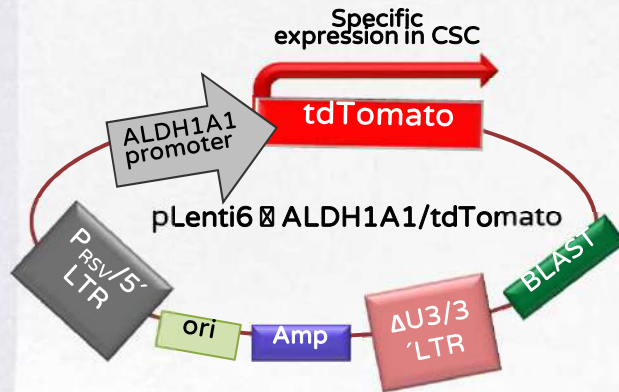 Specific
expression in CSC
tdTomato
ALDH1A1
promoter
pLenti6 ALDH1A1/tdTomato
PRSV/5´
LTR
ori
Amp
ΔU3/3
´LTR
BLAST